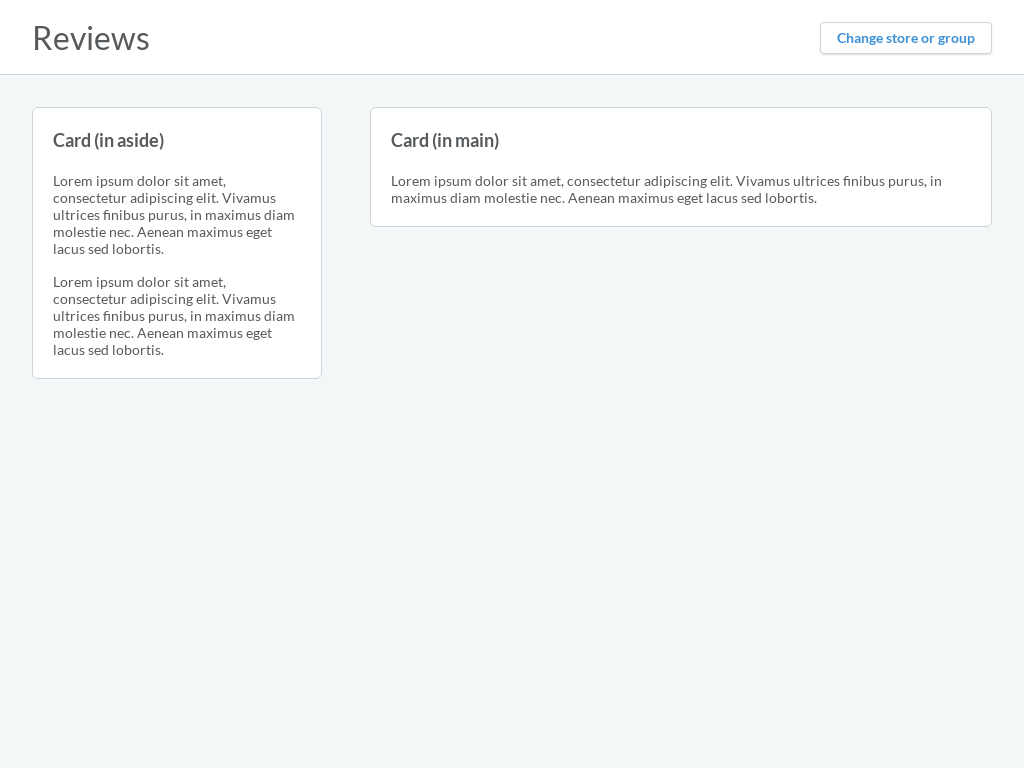 Reviews
Change store or group
Card (in aside)
Lorem ipsum dolor sit amet,
consectetur adipiscing elit. Vivamus
ultrices finibus purus, in maximus diam
molestie nec. Aenean maximus eget
lacus sed lobortis.
Lorem ipsum dolor sit amet,
consectetur adipiscing elit. Vivamus
ultrices finibus purus, in maximus diam
molestie nec. Aenean maximus eget
lacus sed lobortis.
Card (in main)
Lorem ipsum dolor sit amet, consectetur adipiscing elit. Vivamus ultrices finibus purus, in
maximus diam molestie nec. Aenean maximus eget lacus sed lobortis.